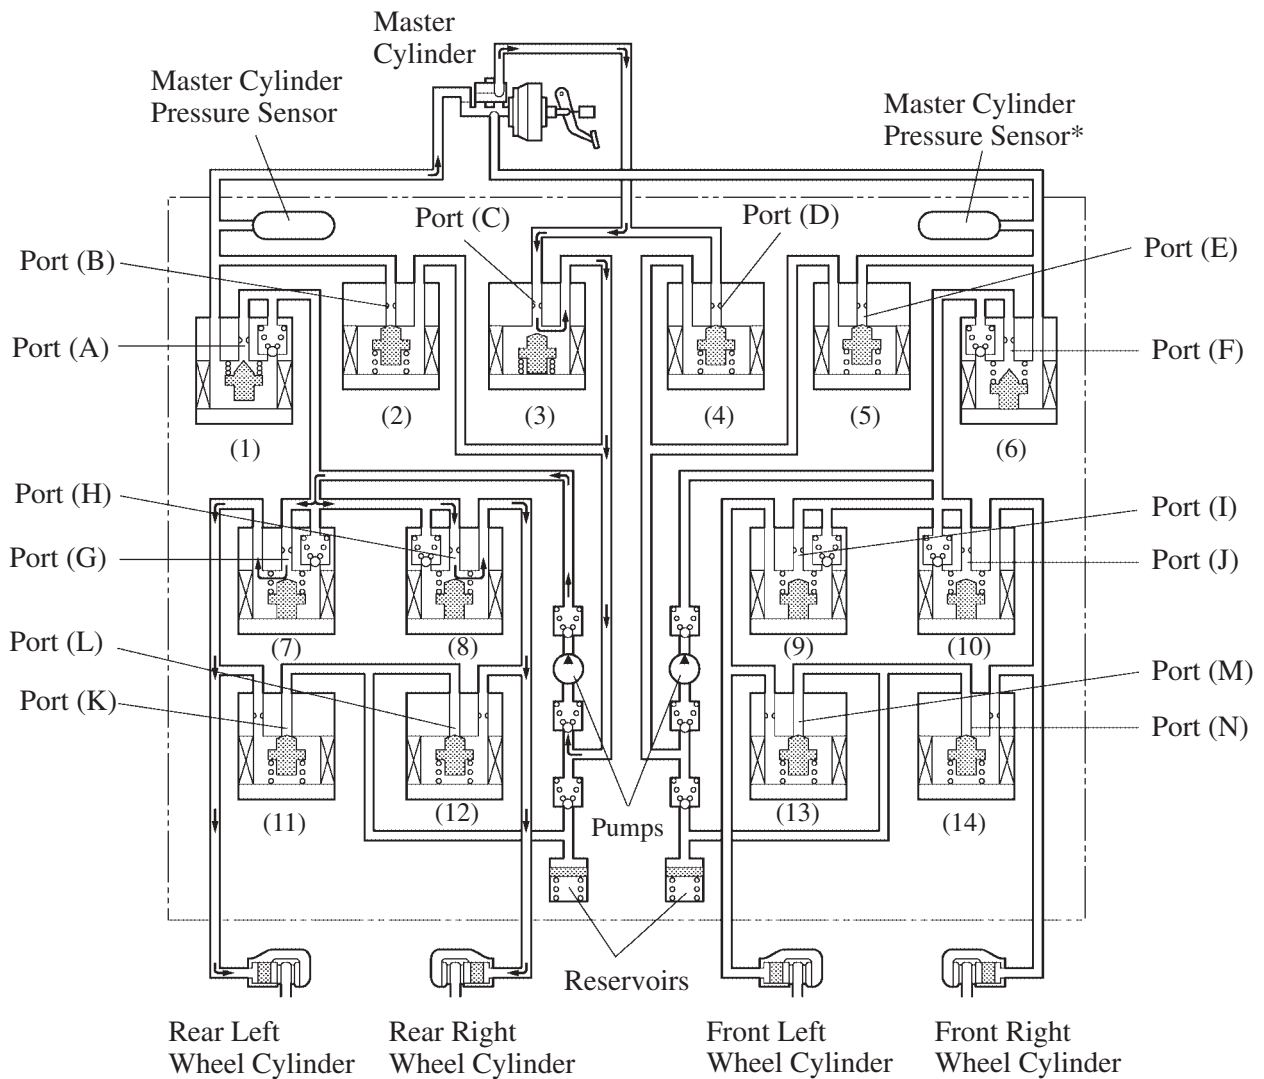 Master
Cylinder
Master Cylinder
Pressure Sensor
Master Cylinder
Pressure Sensor*
Port (C)
Port (D)
Port (B)
Port (E)
Port (A)
Port (F)
(1)
(2)
(3)
(4)
(5)
(6)
Port (H)
Port (I)
Port (G)
Port (J)
(7)
(8)
(9)
(10)
Port (L)
Port (M)
Port (K)
Port (N)
(11)
(12)
Pumps
(13)
(14)
Reservoirs
Rear Left
Wheel Cylinder
Rear Right
Wheel Cylinder
Front Left
Wheel Cylinder
Front Right
Wheel Cylinder